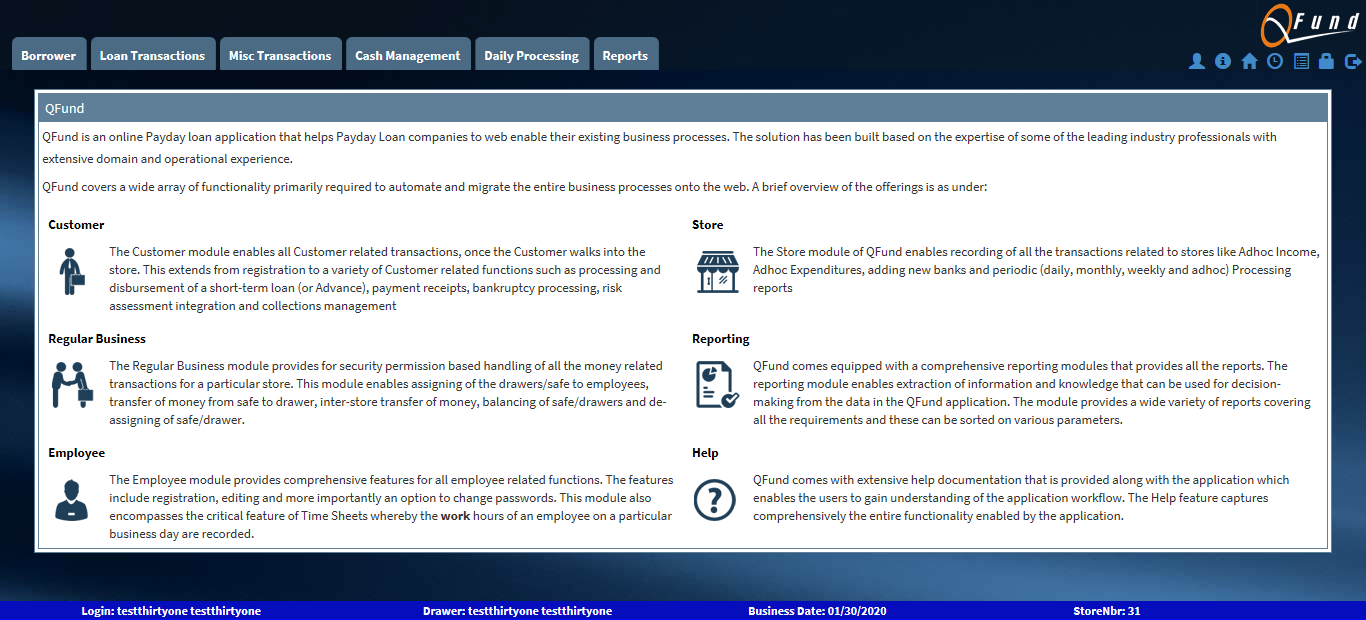 QFund
Borrower
Loan Transactions
Misc Transactions
Cash Management
Daily Processing
Reports
QFund
QFund is an online Payday loan application that helps Payday Loan companies to web enable their existing business processes. The solution has been built based on the expertise of some of the leading industry professionals with
extensive domain and operational experience.
QFund covers a wide array of functionality primarily required to automate and migrate the entire business processes onto the web. A brief overview of the offerings is as under:
Customer
The Customer module enables all Customer related transactions, once the Customer walks into the
store. This extends from registration to a variety of Customer related functions such as processing and
disbursement of a short-term loan (or Advance), payment receipts, bankruptcy processing, risk
assessment integration and collections management
Store
The Store module of QFund enables recording of all the transactions related to stores like Adhoc Income,
Adhoc Expenditures, adding new banks and periodic (daily, monthly, weekly and adhoc) Processing
reports
Regular Business
The Regular Business module provides for security permission based handling of all the money related
transactions for a particular store. This module enables assigning of the drawers/safe to employees,
transfer of money from safe to drawer, inter-store transfer of money, balancing of safe/drawers and de-
assigning of safe/drawer.
Reporting
QFund comes equipped with a comprehensive reporting modules that provides all the reports. The
reporting module enables extraction of information and knowledge that can be used for decision-
making from the data in the QFund application. The module provides a wide variety of reports covering
all the requirements and these can be sorted on various parameters.
Employee
The Employee module provides comprehensive features for all employee related functions. The features
include registration, editing and more importantly an option to change passwords. This module also
encompasses the critical feature of Time Sheets whereby the work hours of an employee on a particular
business day are recorded.
Help
QFund comes with extensive help documentation that is provided along with the application which
enables the users to gain understanding of the application workflow. The Help feature captures
comprehensively the entire functionality enabled by the application.
Login: testthirtyone testthirtyone
Drawer: testthirtyone testthirtyone
Business Date: 01/30/2020
StoreNbr: 31